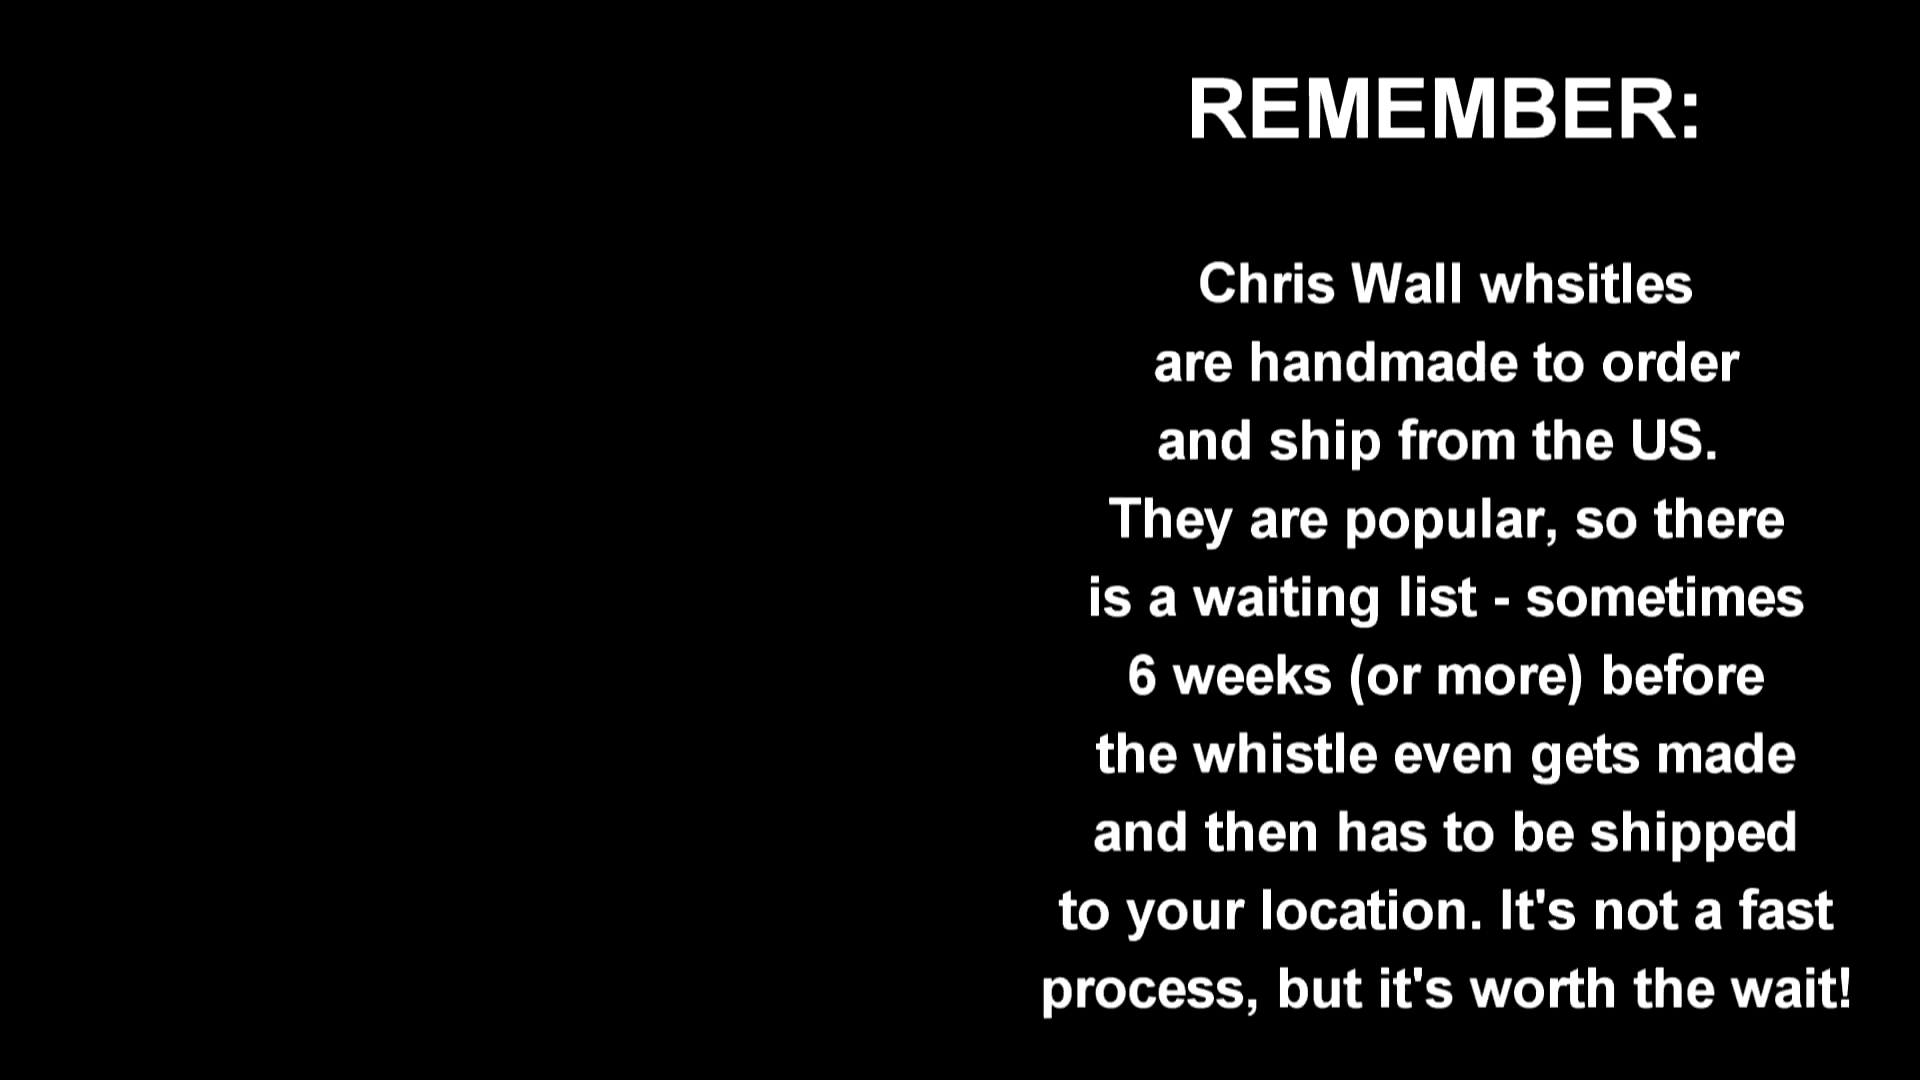 REMEMBER:
Chris Wall whsitles
are handmade to order
and ship from the US.
They are popular, so there
is a waiting list - sometimes
6 weeks (or more) before
the whistle even gets made
and then has to be shipped
to your location. It's not a fast
process, but it's worth the wait!